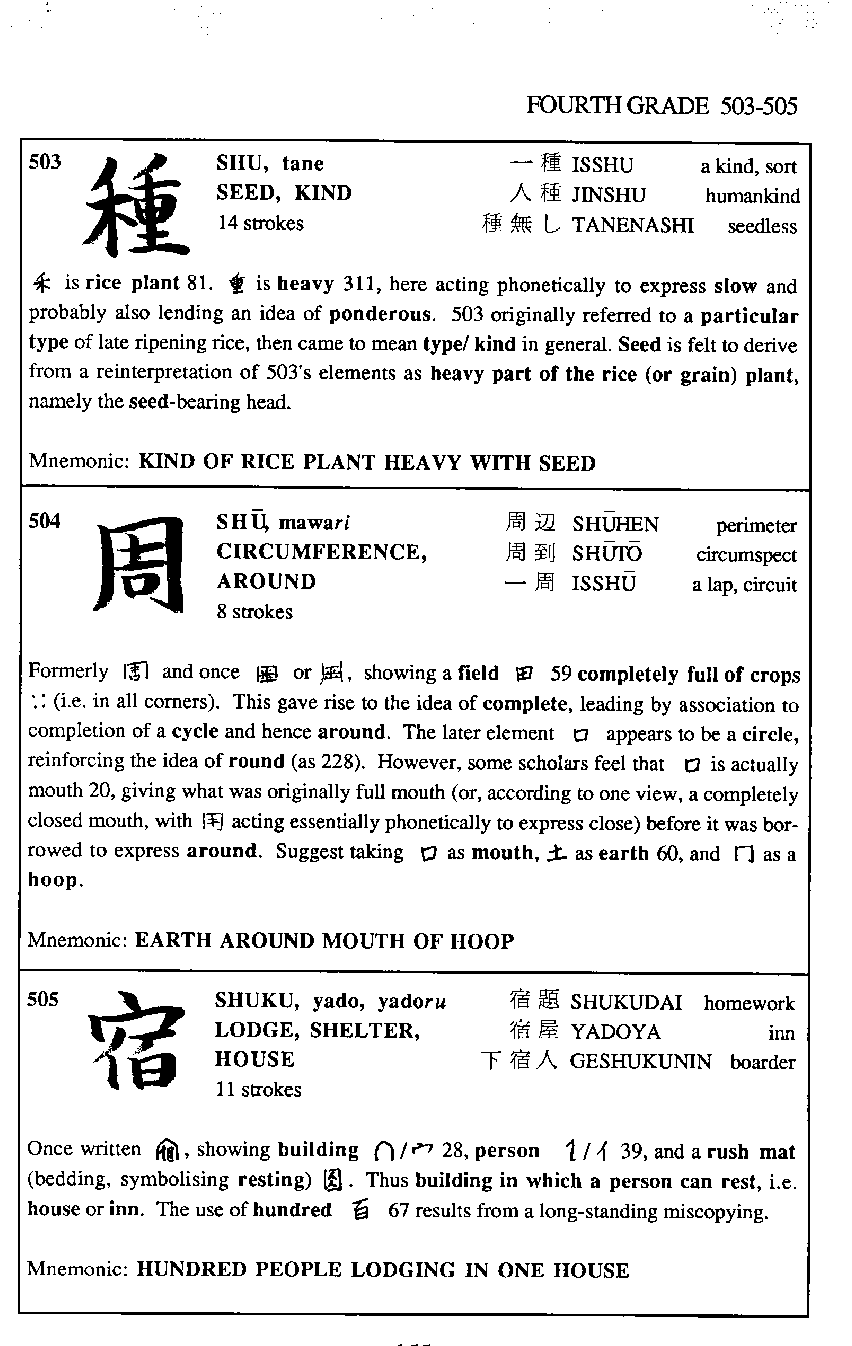 FOURTH GRADE 503-505
503 種 SHU, tane 一種 ISSHU a kind, sort
SEED, KIND 人種 JINSHU humankind
14 strokes 種無し TANENASHI seedless
禾 is rice plant 81. 重 is heavy 311, here acting phonetically to express slow and
probably also lending an idea of ponderous. 503 originally referred to a particular
type of late ripening rice, then came to mean type/ kind in general. Seed is felt to derive
from a reinterpretation of 503's elements as heavy part of the rice (or grain) plant,
namely the seed-bearing head.
Mnemonic: KIND OF RICE PLANT HEAVY WITH SEED
504 周 SHŪ, mawari 周辺 SHŪHEN perimeter
CIRCUMFERENCE, 周到 SHŪTŌ circumspect
AROUND 一周 ISSHŪ a lap, circuit
8 strokes
Formerly and once or , showing a field 田 59 completely full of crops
(i.e. in all corners). This gave rise to the idea of complete, leading by association to
completion of a cycle and hence around. The later element 口 appears to be a circle,
reinforcing the idea of round (as 228). However, some scholars feel that 口 is actually
mouth 20, giving what was originally full mouth (or, according to one view, a completely
closed mouth, with acting essentially phonetically to express close) before it was bor-
rowed to express around. Suggest taking 口 as mouth, 土 as earth 60, and 冂 as a
hoop.
Mnemonic: EARTH AROUND MOUTH OF HOOP
505 宿 SHUKU, yado, yadoru 宿題 SHUKUDAI homework
LODGE, SHELTER, 宿屋 YADOYA inn
HOUSE 下宿人 GESHUKUNIN boarder
11 strokes
Once written , showing building /宀 28, person /亻 39, and a rush mat
(bedding, symbolising resting) . Thus building in which a person can rest, i.e.
house or inn. The use of hundred 百 67 results from a long-standing miscopying.
Mnemonic: HUNDRED PEOPLE LODGING IN ONE HOUSE